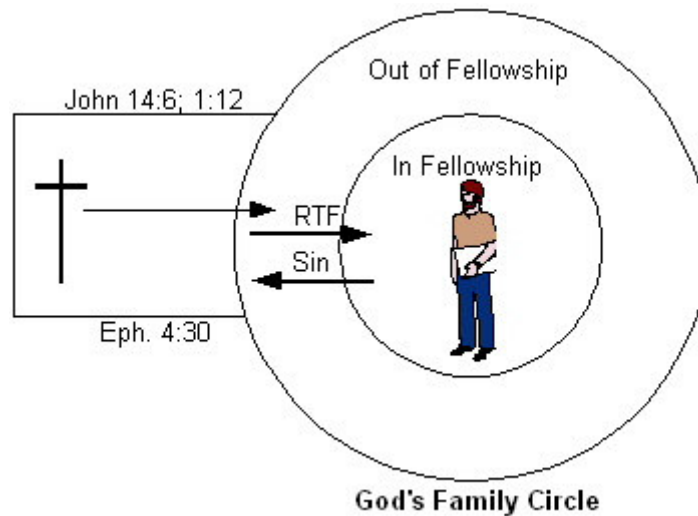 Out of Fellowship
John 14:6; 1:12
In Fellowship
RTF
Sin
Eph. 4:30
God's Family Circle